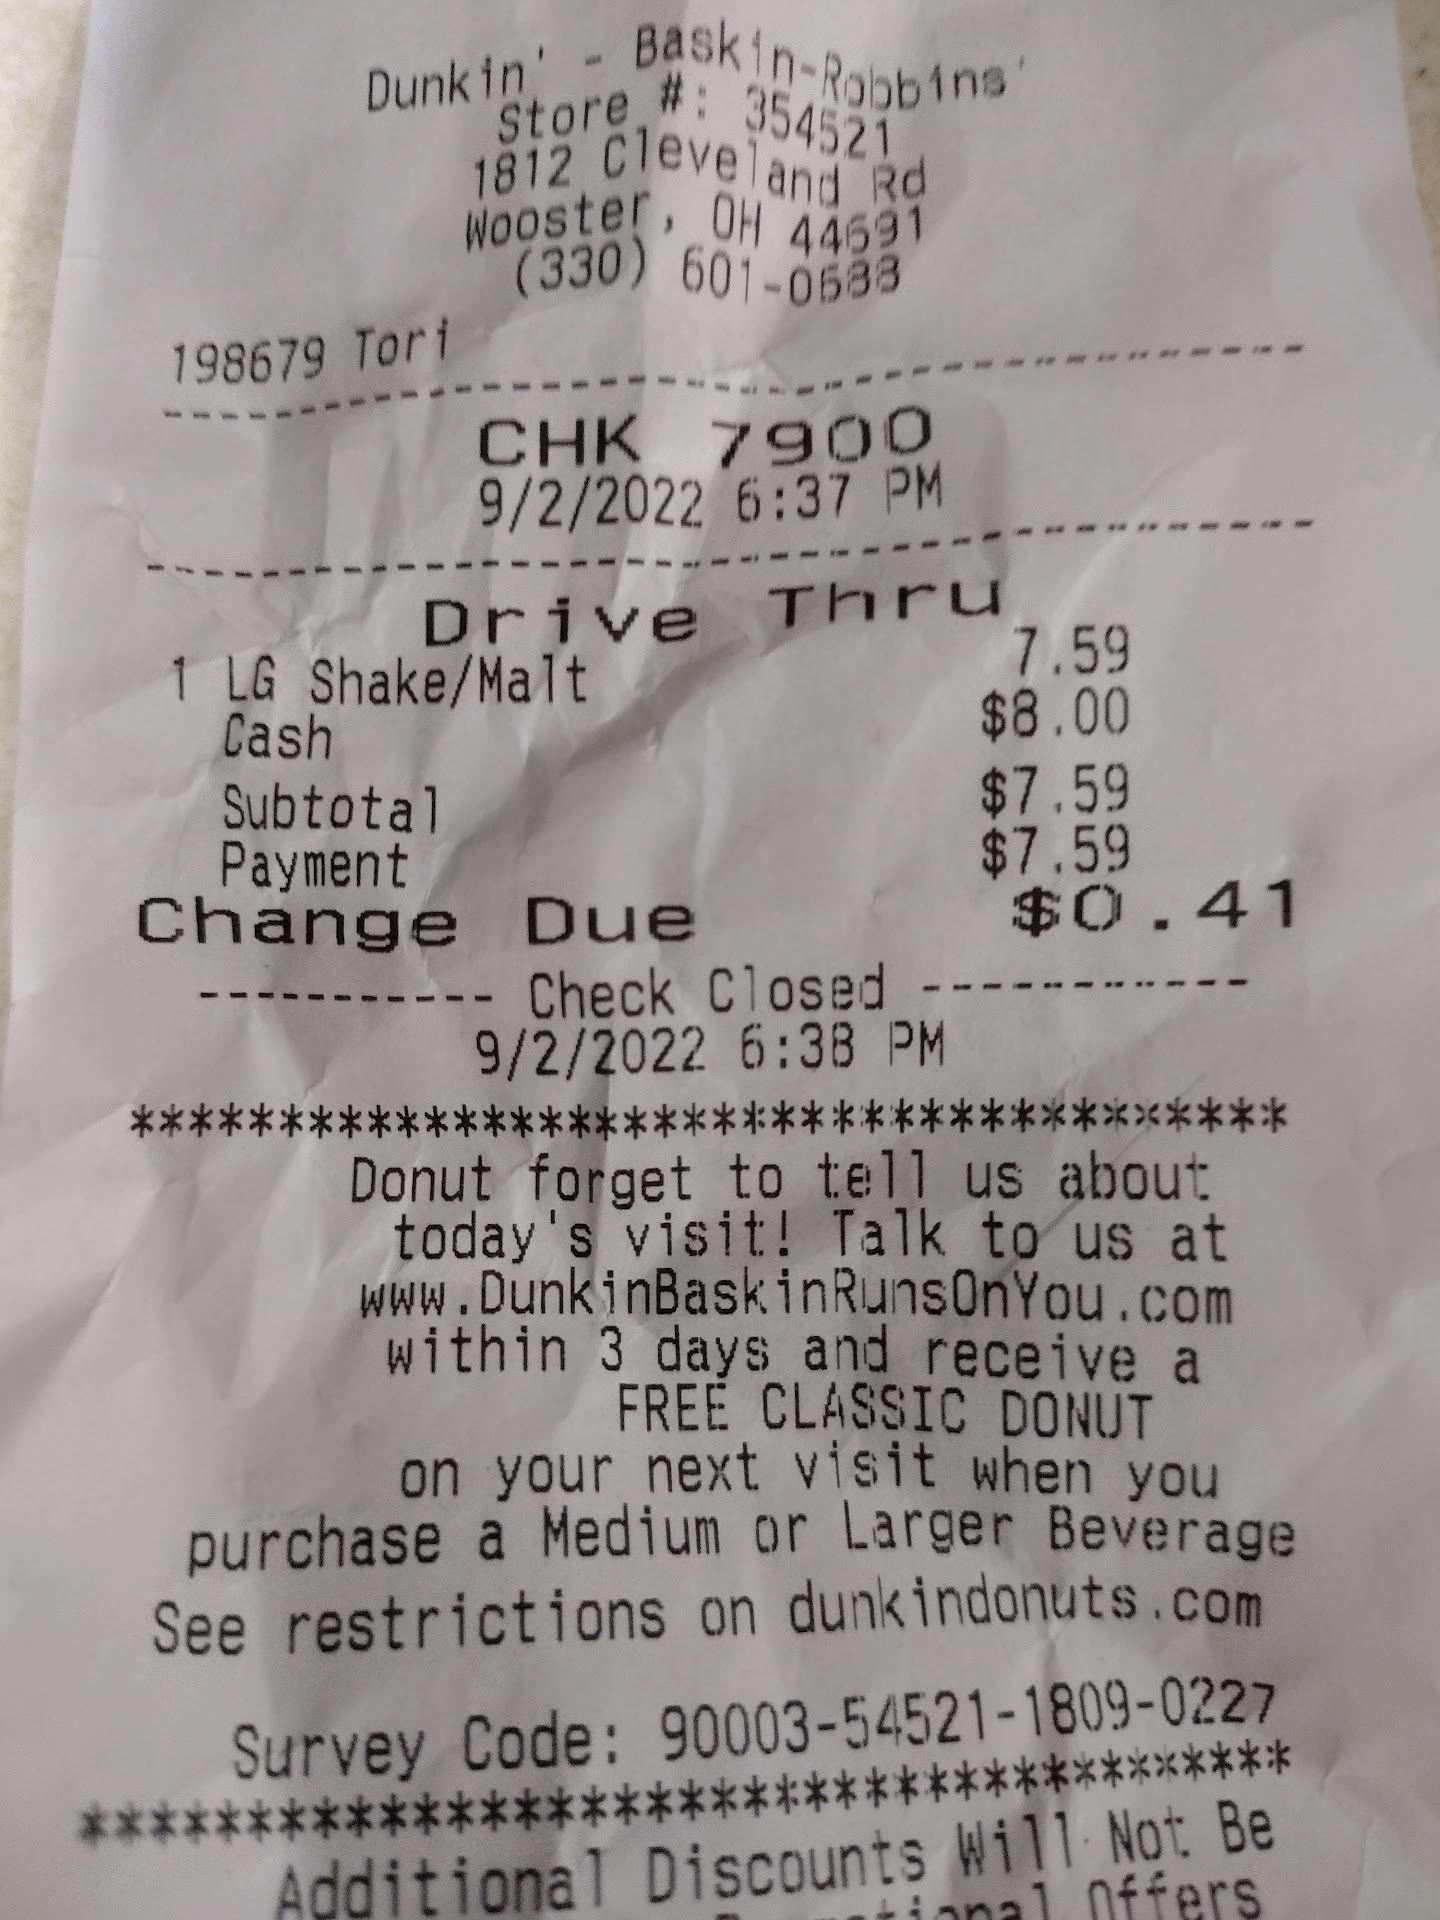 Dunkin' - Baskin-Robbins'
Store #: 354521
1812 Cleveland Rd
Wooster, OH 44691
(330) 601-0688
198679 Tori
--------------------------------------
CHK 7900
9/2/2022 6:37 PM
--------------------------------------
Drive Thru
1 LG Shake/Malt 7.59
Cash $8.00
Subtotal $7.59
Payment $7.59
Change Due $0.41
---------- Check Closed -----------
9/2/2022 6:38 PM
****************************************
Donut forget to tell us about
today's visit! Talk to us at
www.DunkinBaskinRunsOnYou.com
within 3 days and receive a
FREE CLASSIC DONUT
on your next visit when you
purchase a Medium or Larger Beverage
See restrictions on dunkindonuts.com
Survey Code: 90003-54521-1809-0227
****************************************
Additional Discounts Will Not Be
Offers